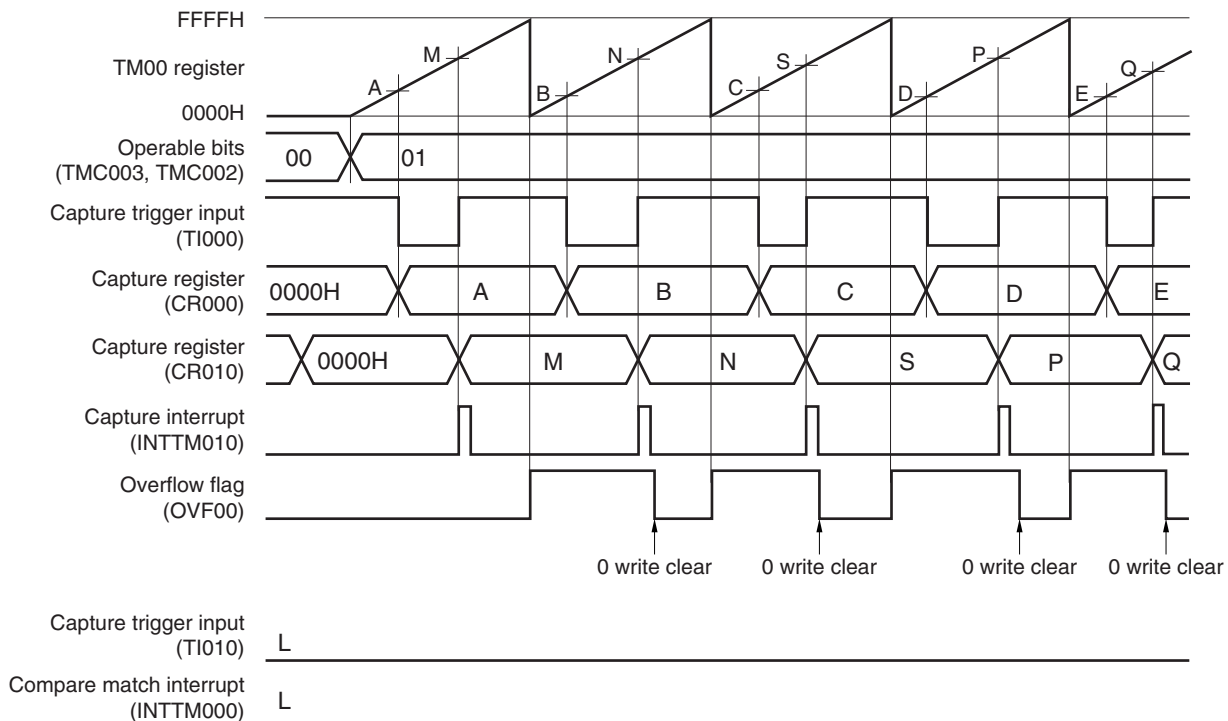 FFFFH
TM00 register
0000H
A M B N C S D P E Q
Operable bits
(TMC003, TMC002)
00 01
Capture trigger input
(TI000)
Capture register
(CR000)
0000H A B C D E
Capture register
(CR010)
0000H M N S P Q
Capture interrupt
(INTTM010)
Overflow flag
(OVF00)
0 write clear 0 write clear 0 write clear 0 write clear
Capture trigger input
(TI010)
L
Compare match interrupt
(INTTM000)
L